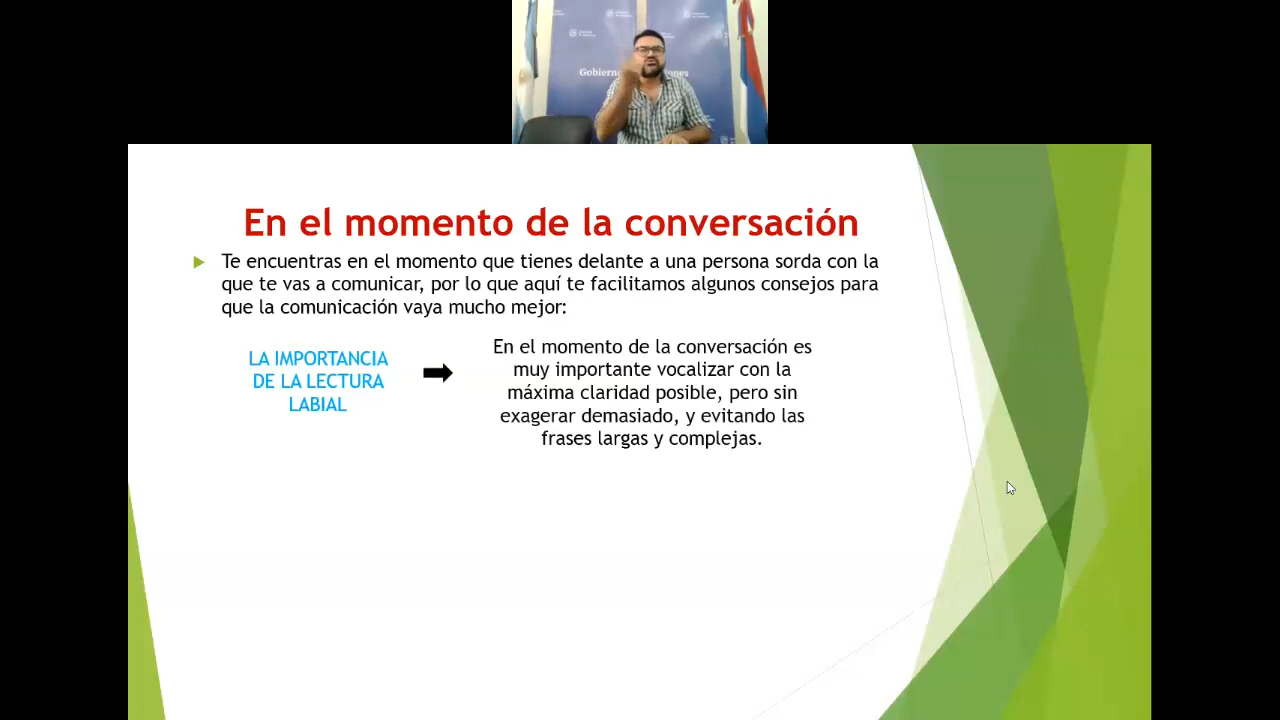 En el momento de la conversación
Te encuentras en el momento que tienes delante a una persona sorda con la
que te vas a comunicar, por lo que aquí te facilitamos algunos consejos para
que la comunicación vaya mucho mejor:
LA IMPORTANCIA
DE LA LECTURA
LABIAL
En el momento de la conversación es
muy importante vocalizar con la
máxima claridad posible, pero sin
exagerar demasiado, y evitando las
frases largas y complejas.